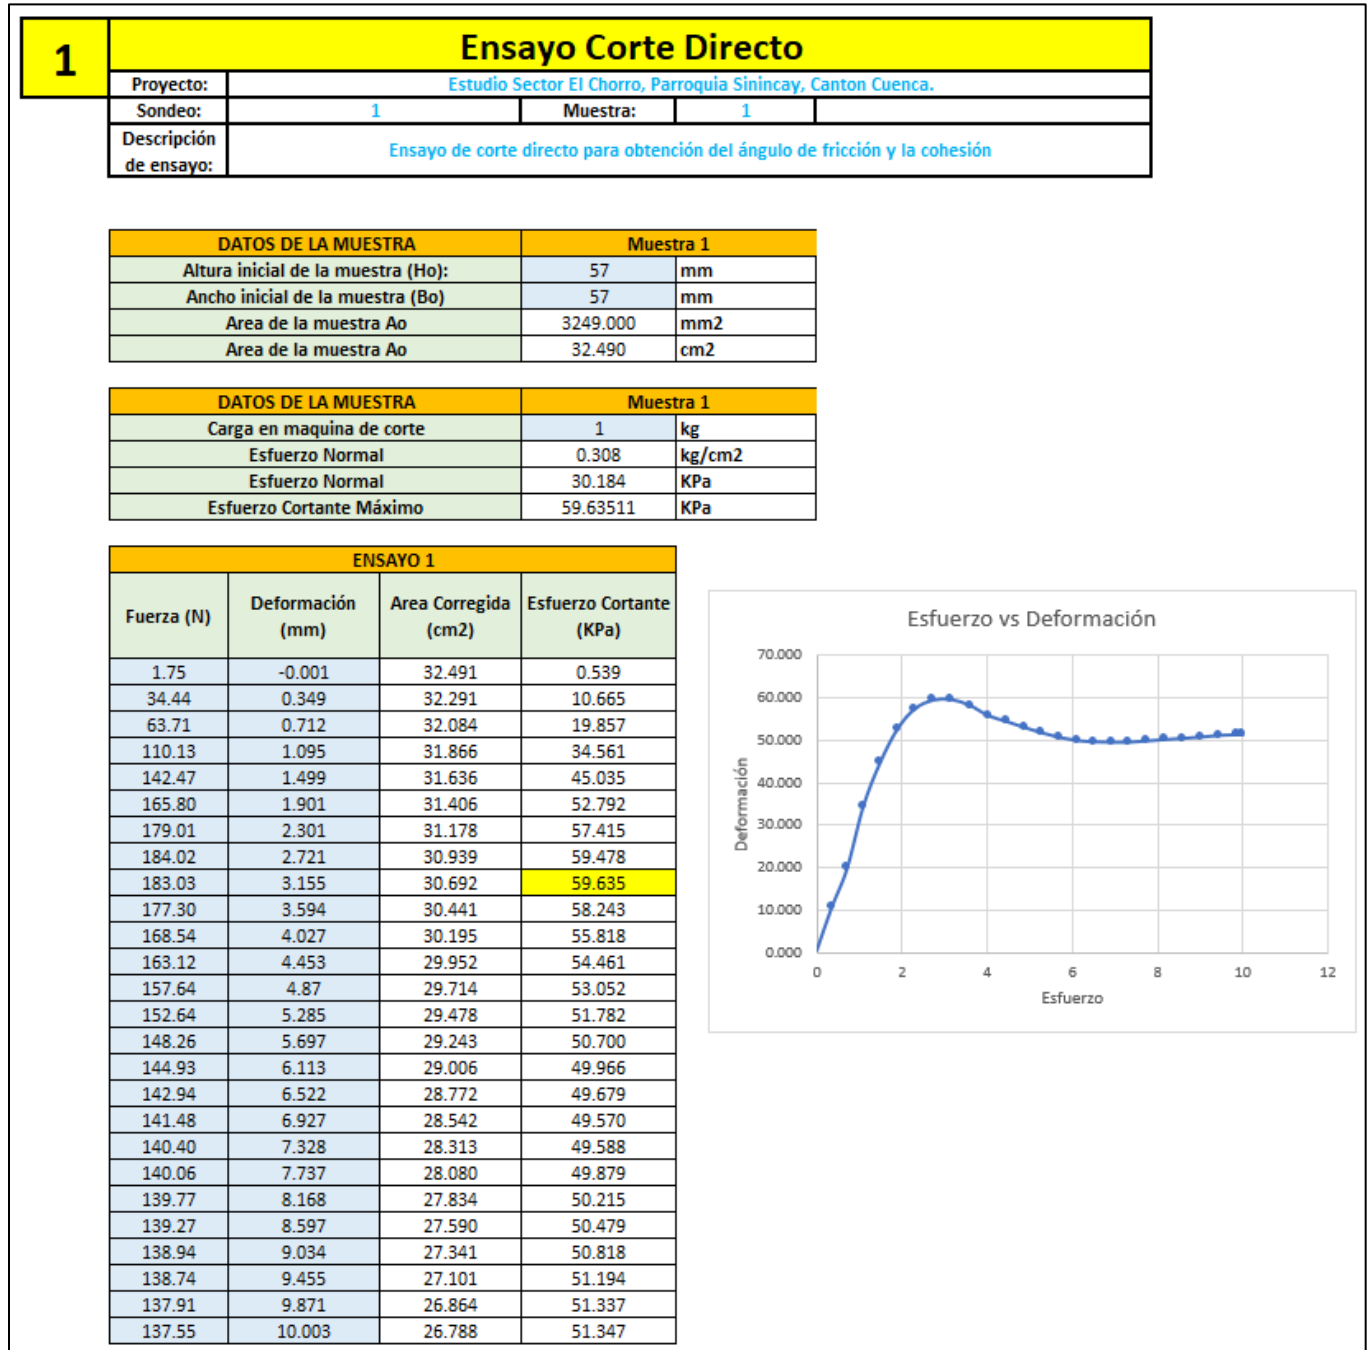 1
Ensayo Corte Directo
Proyecto: Estudio Sector El Chorro, Parroquia Sinincay, Canton Cuenca.
Sondeo: 1 Muestra: 1
Descripción de ensayo: Ensayo de corte directo para obtención del ángulo de fricción y la cohesión
DATOS DE LA MUESTRA Muestra 1
Altura inicial de la muestra (Ho): 57 mm
Ancho inicial de la muestra (Bo) 57 mm
Area de la muestra Ao 3249.000 mm2
Area de la muestra Ao 32.490 cm2
DATOS DE LA MUESTRA Muestra 1
Carga en maquina de corte 1 kg
Esfuerzo Normal 0.308 kg/cm2
Esfuerzo Normal 30.184 KPa
Esfuerzo Cortante Máximo 59.63511 KPa
ENSAYO 1
Fuerza (N) Deformación (mm) Area Corregida (cm2) Esfuerzo Cortante (KPa)
1.75 -0.001 32.491 0.539
34.44 0.349 32.291 10.665
63.71 0.712 32.084 19.857
110.13 1.095 31.866 34.561
142.47 1.499 31.636 45.035
165.80 1.901 31.406 52.792
179.01 2.301 31.178 57.415
184.02 2.721 30.939 59.478
183.03 3.155 30.692 59.635
177.30 3.594 30.441 58.243
168.54 4.027 30.195 55.818
163.12 4.453 29.952 54.461
157.64 4.87 29.714 53.052
152.64 5.285 29.478 51.782
148.26 5.697 29.243 50.700
144.93 6.113 29.006 49.966
142.94 6.522 28.772 49.679
141.48 6.927 28.542 49.570
140.40 7.328 28.313 49.588
140.06 7.737 28.080 49.879
139.77 8.168 27.834 50.215
139.27 8.597 27.590 50.479
138.94 9.034 27.341 50.818
138.74 9.455 27.101 51.194
137.91 9.871 26.864 51.337
137.55 10.003 26.788 51.347
Esfuerzo vs Deformación
70.000
60.000
50.000
40.000
30.000
20.000
10.000
0.000
Deformación
0 2 4 6 8 10 12
Esfuerzo